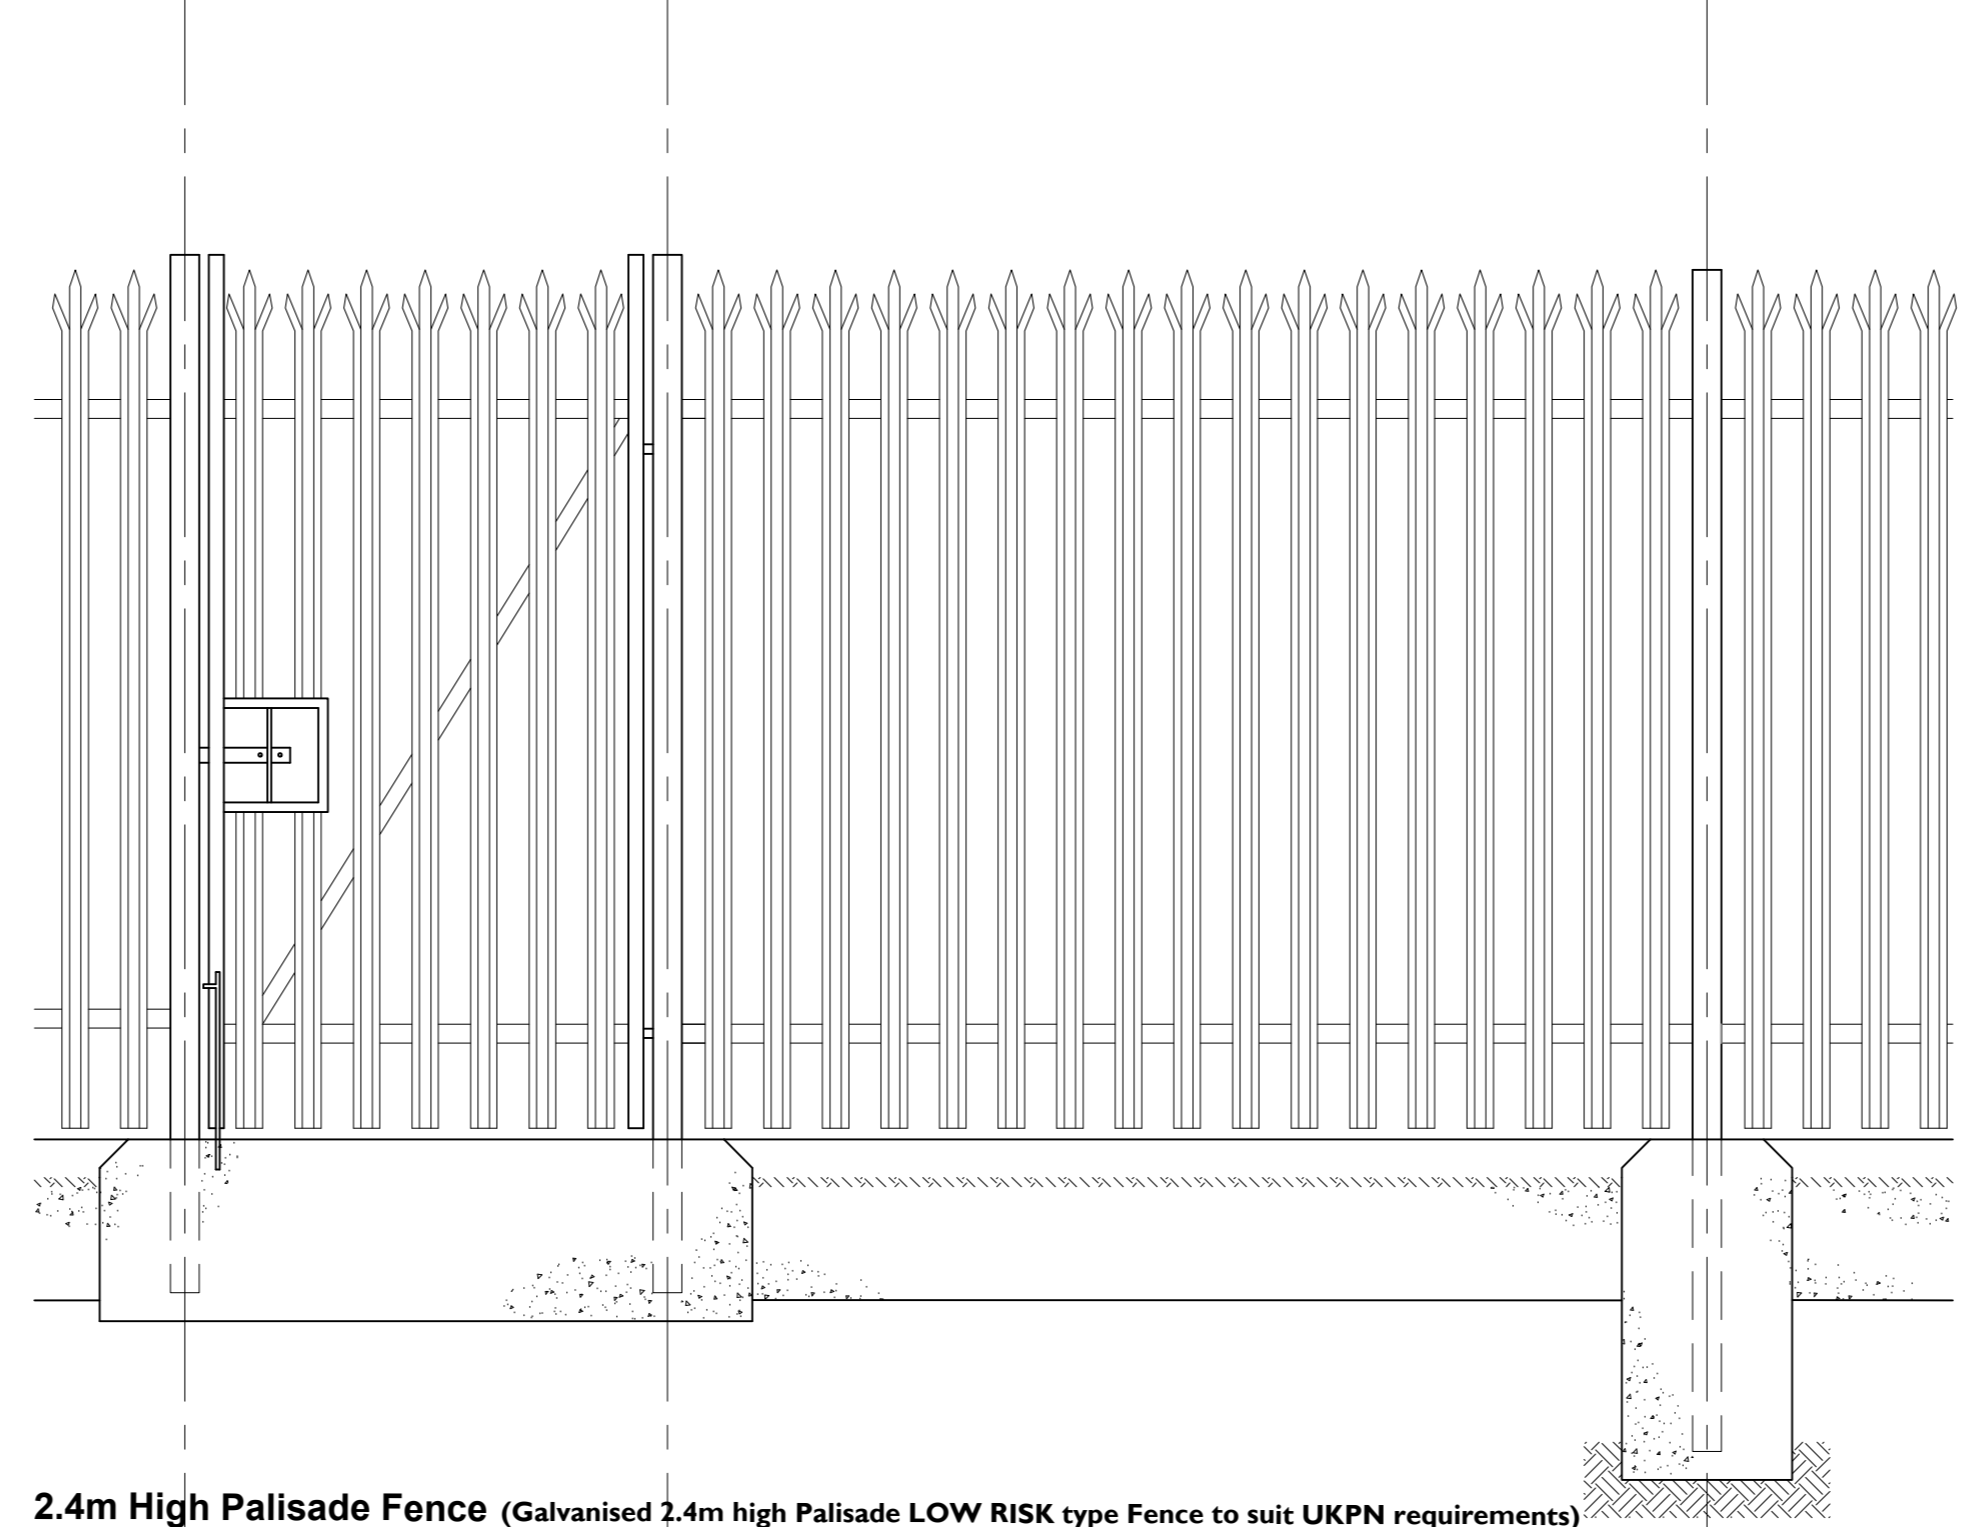 2.4m High Palisade Fence (Galvanised 2.4m high Palisade LOW RISK type Fence to suit UKPN requirements)